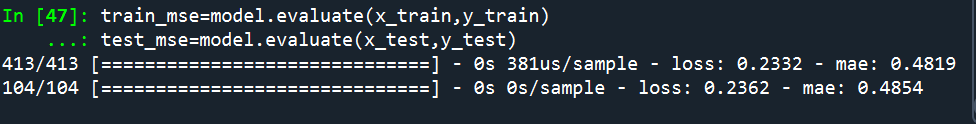 In [47]: train_mse=model.evaluate(x_train,y_train)
...: test_mse=model.evaluate(x_test,y_test)
413/413 [==============================] - 0s 381us/sample - loss: 0.2332 - mae: 0.4819
104/104 [==============================] - 0s 0s/sample - loss: 0.2362 - mae: 0.4854